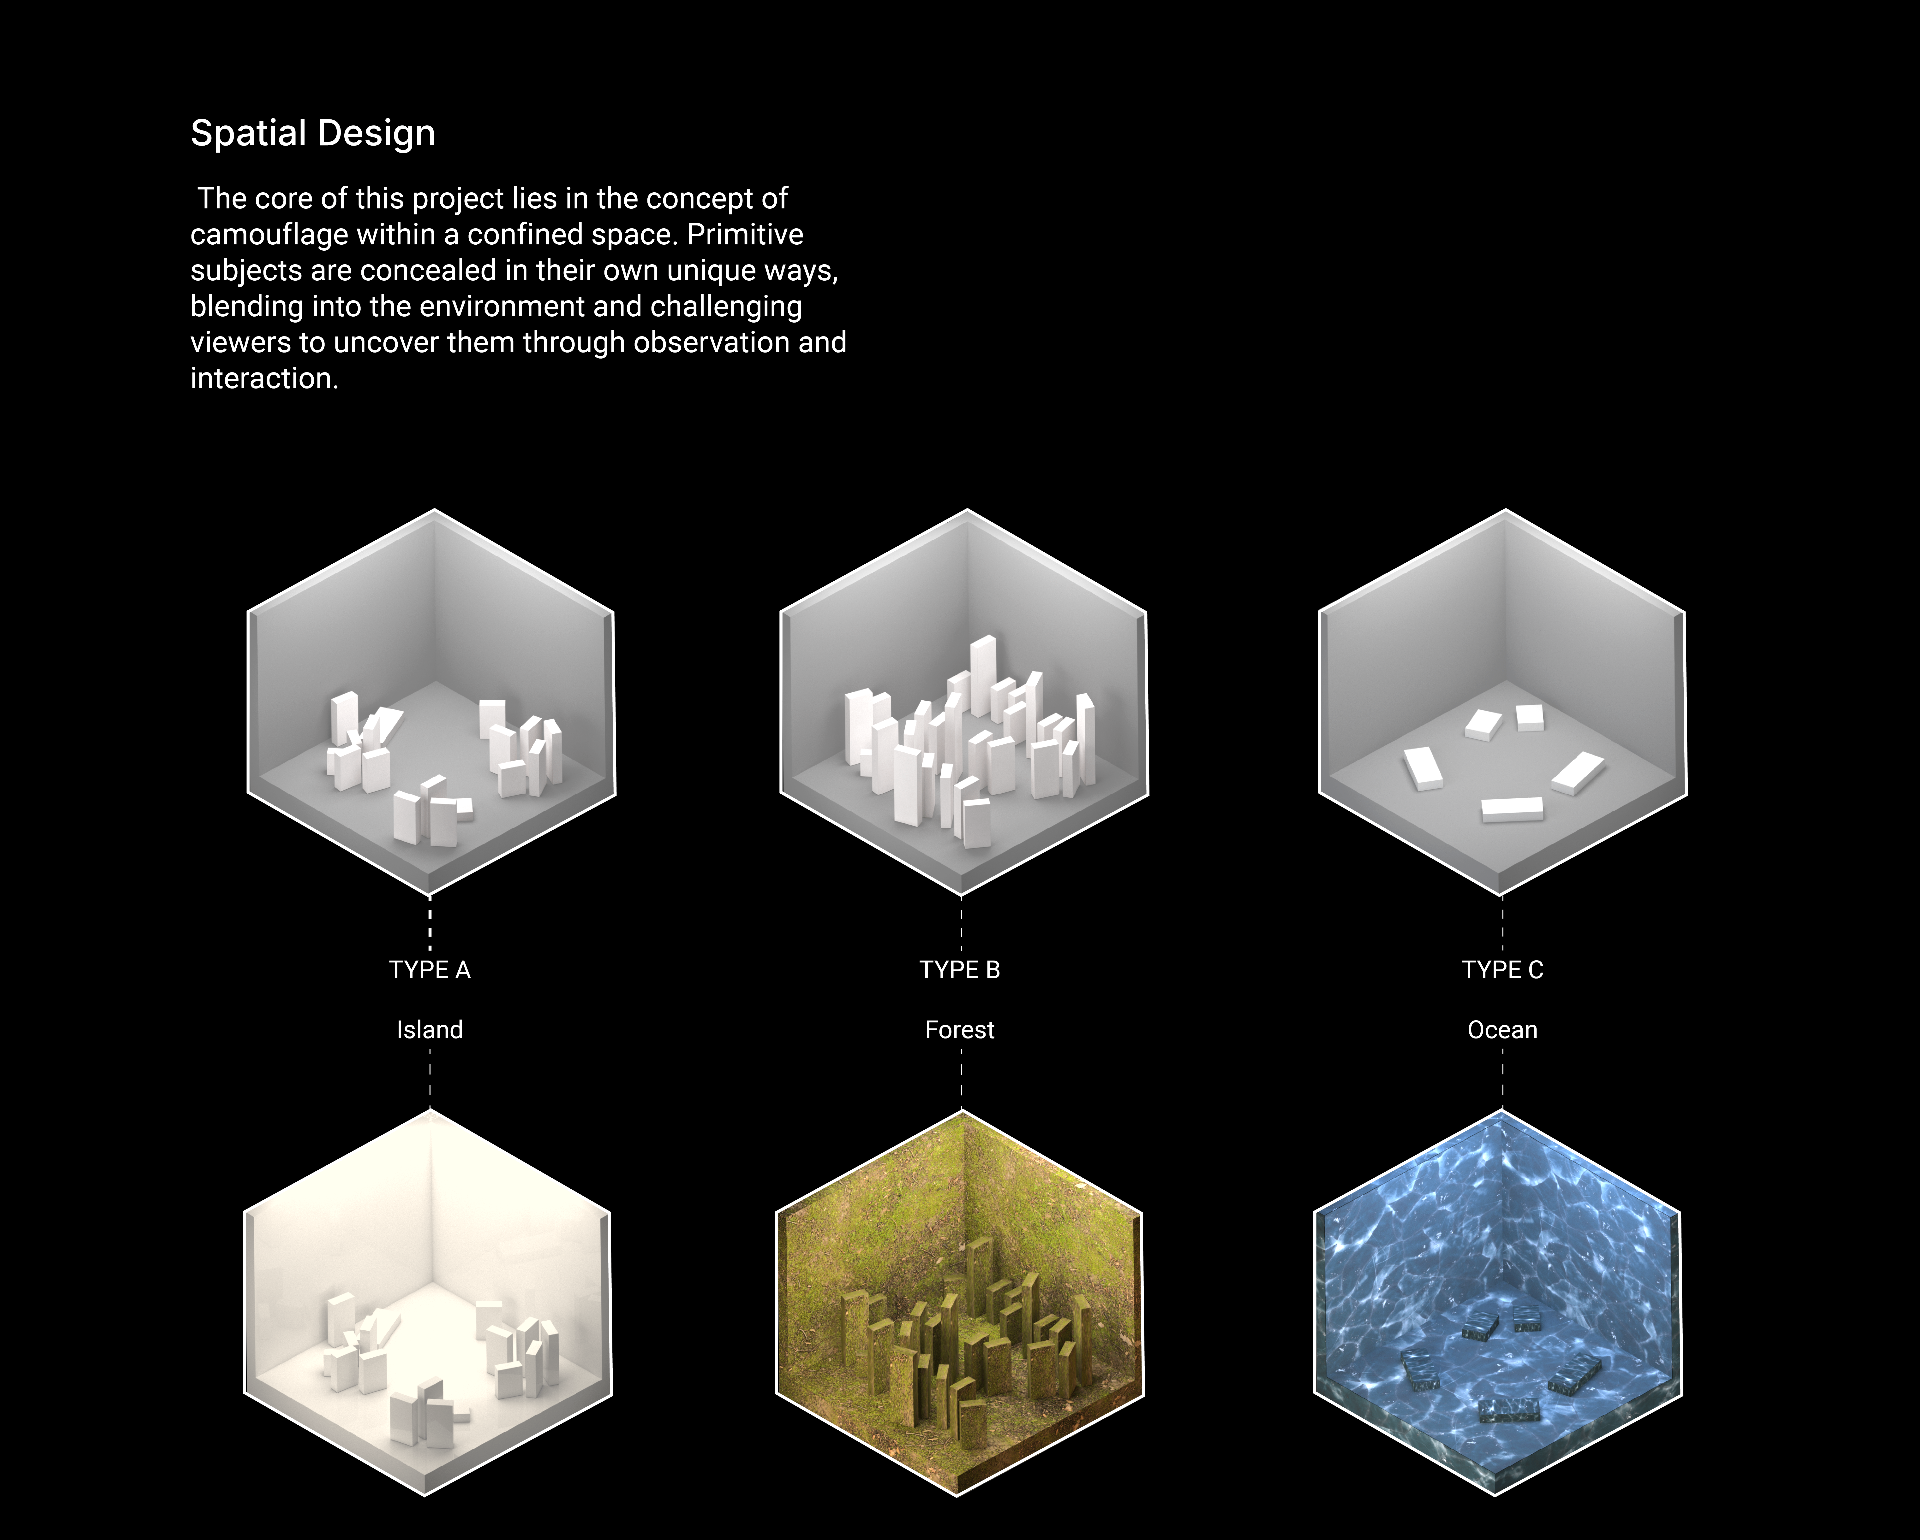 Spatial Design
The core of this project lies in the concept of
camouflage within a confined space. Primitive
subjects are concealed in their own unique ways,
blending into the environment and challenging
viewers to uncover them through observation and
interaction.
TYPE A
TYPE B
TYPE C
Island
Forest
Ocean